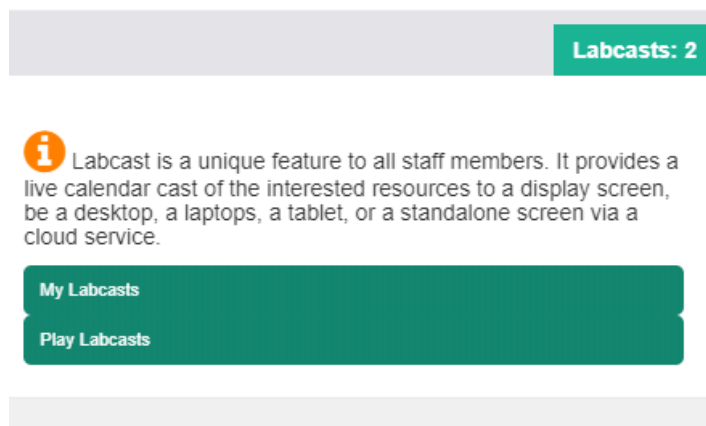 Labcasts: 2
Labcast is a unique feature to all staff members. It provides a
live calendar cast of the interested resources to a display screen,
be a desktop, a laptops, a tablet, or a standalone screen via a
cloud service.
My Labcasts
Play Labcasts